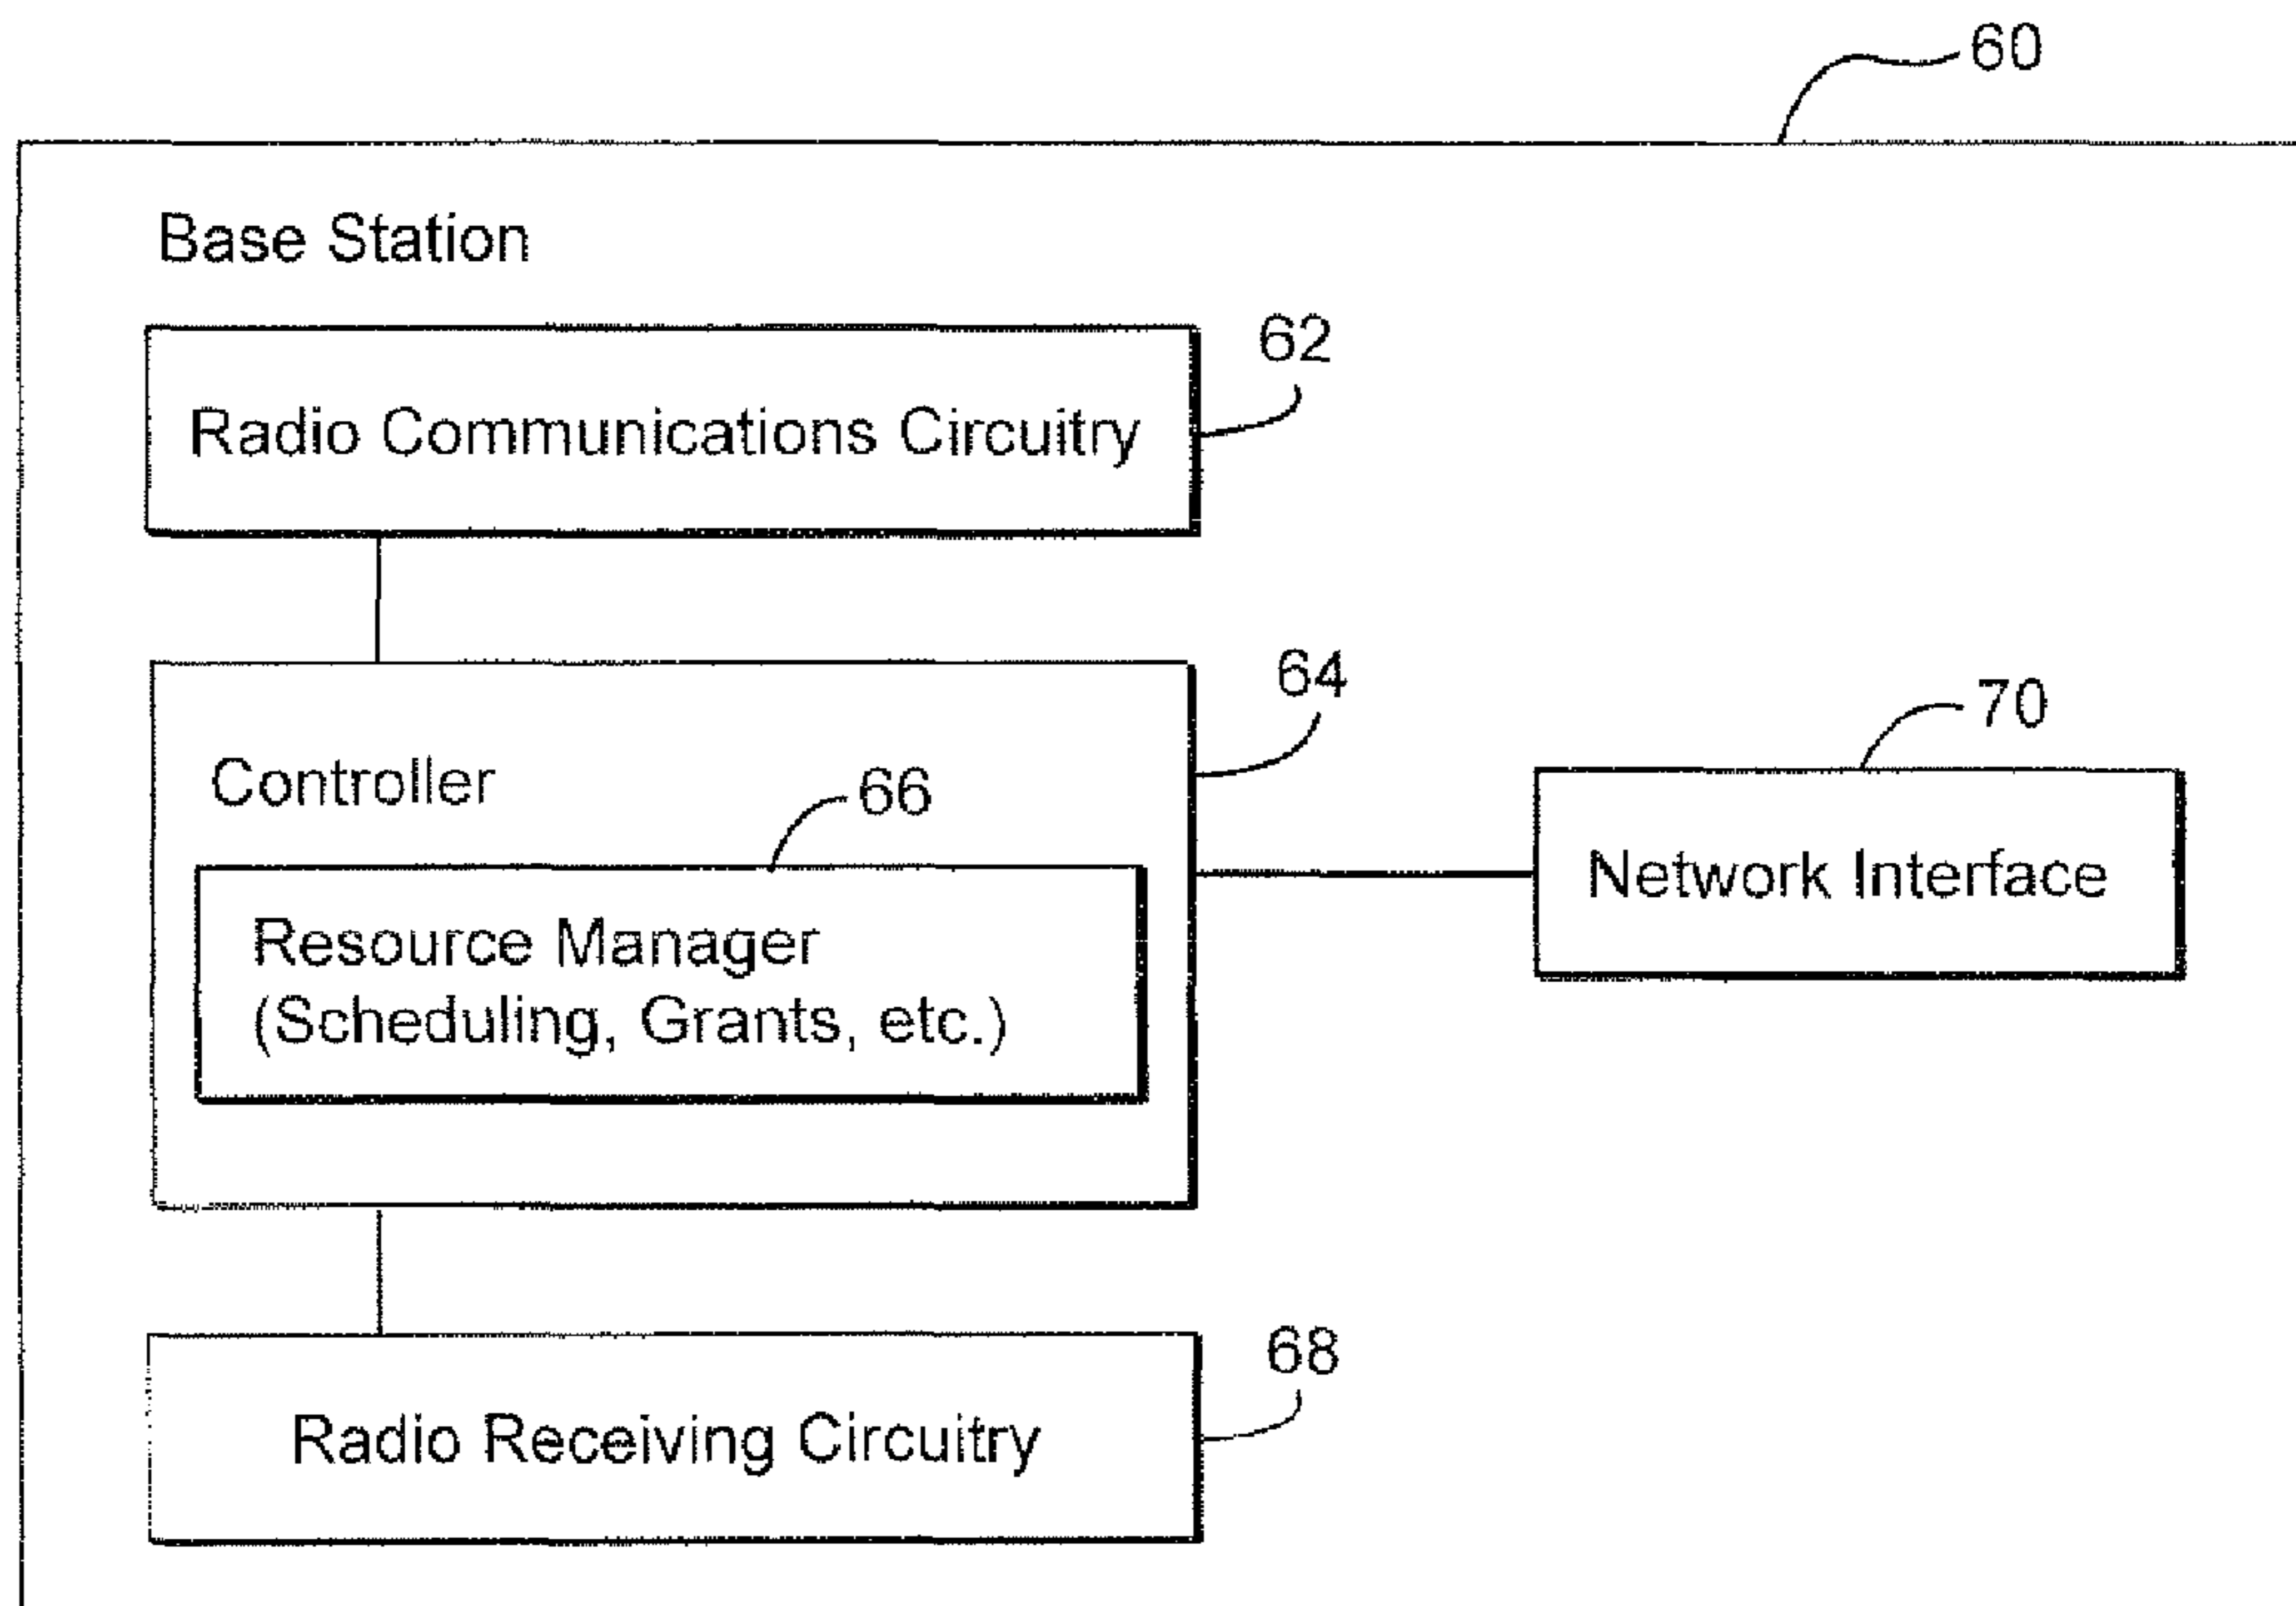 60
Base Station
62
Radio Communications Circuitry
64
70
Controller
66
Network Interface
Resource Manager
(Scheduling, Grants, etc.)
68
Radio Receiving Circuitry